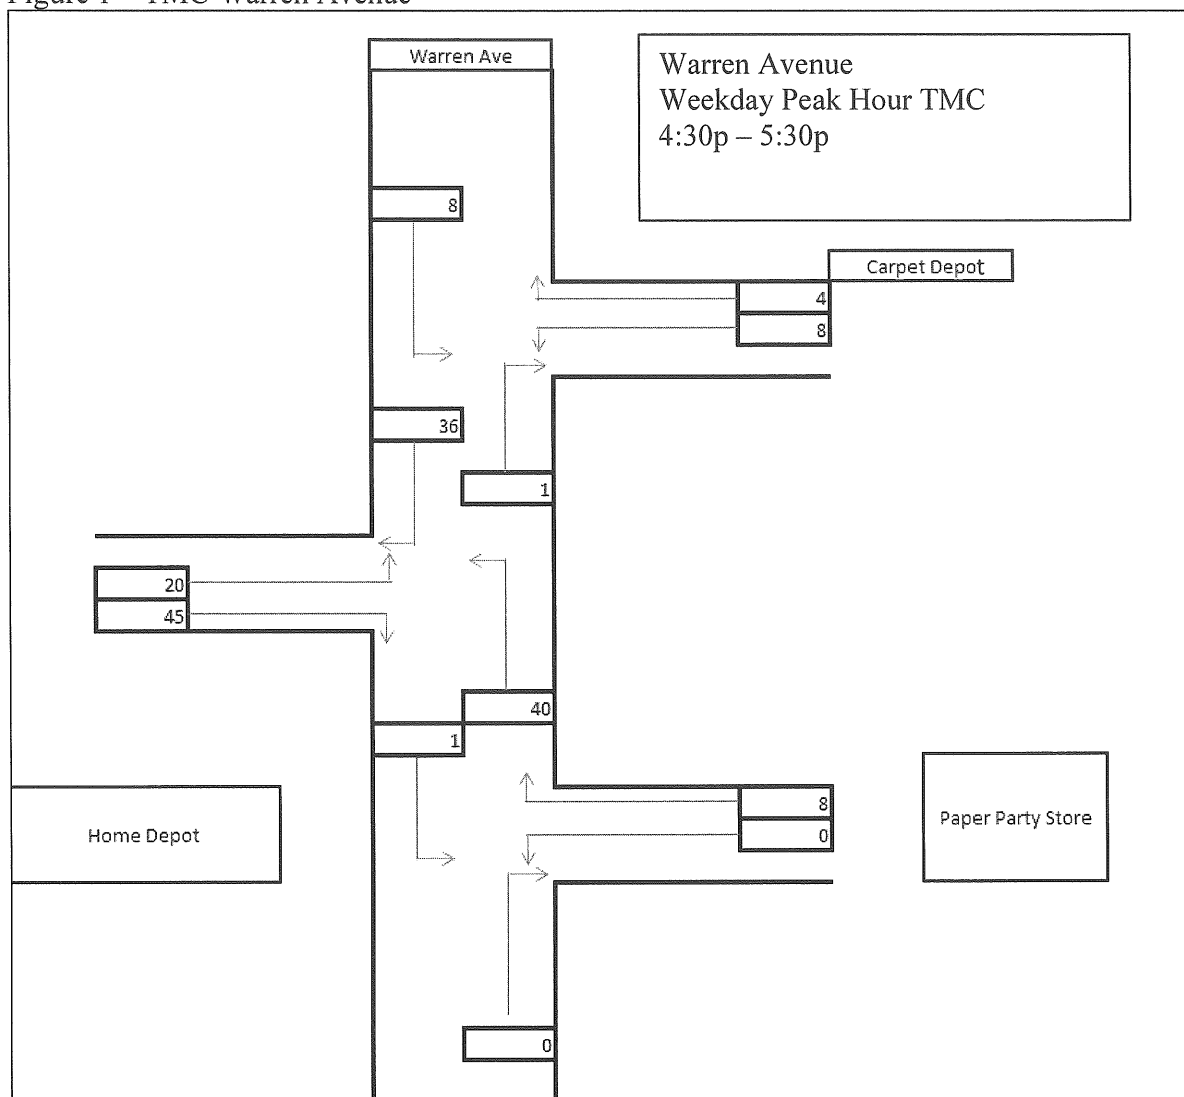 Figure 1 – TMC Warren Avenue
Warren Ave
Warren Avenue
Weekday Peak Hour TMC
4:30p – 5:30p
8
Carpet Depot
4
8
36
1
20
45
40
1
8
0
Paper Party Store
Home Depot
0